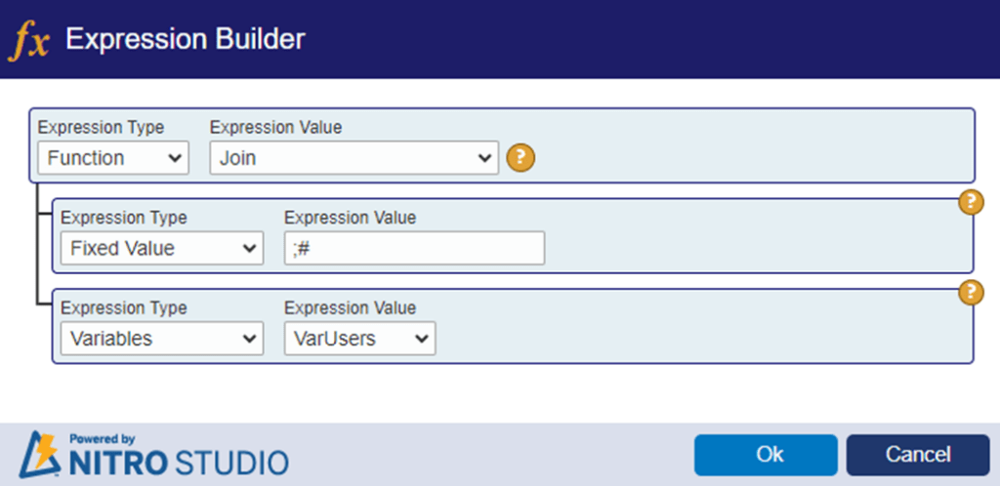 fx Expression Builder
Expression Type Expression Value
Function Join ?
?
Expression Type Expression Value
Fixed Value ;#
?
Expression Type Expression Value
Variables VarUsers
Powered by
NITRO STUDIO
Ok Cancel